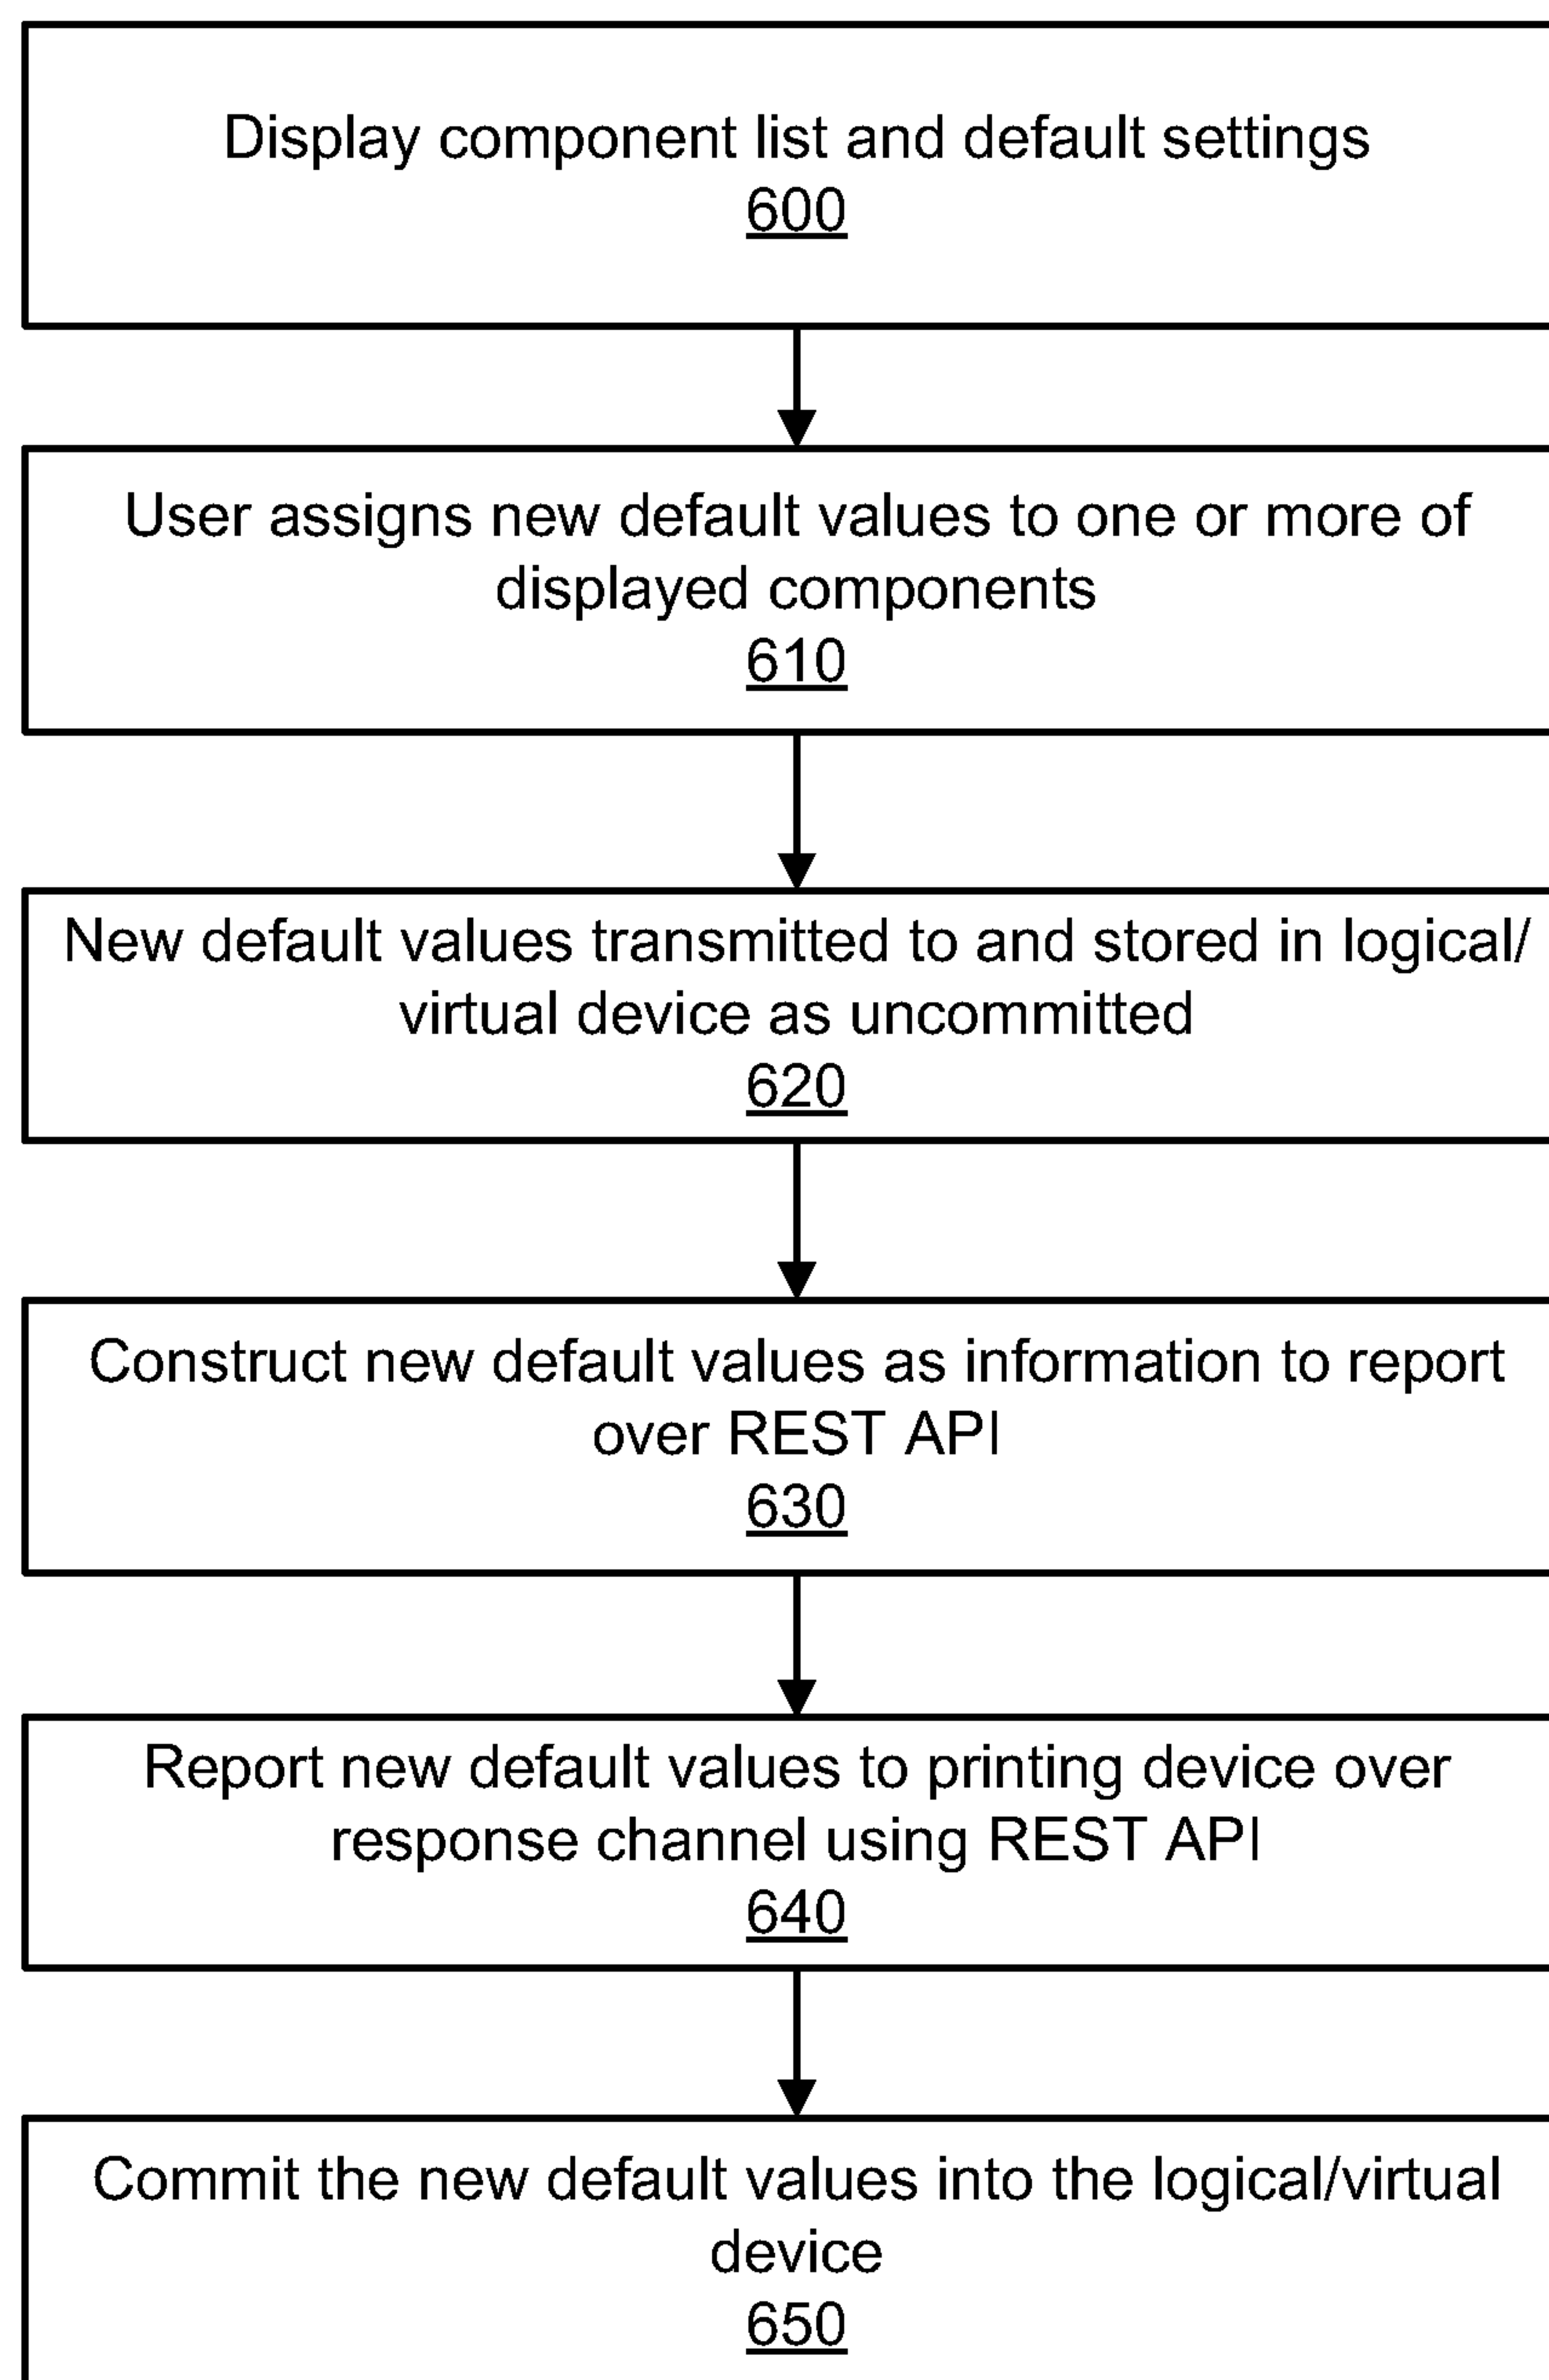 Display component list and default settings
600
User assigns new default values to one or more of
displayed components
610
New default values transmitted to and stored in logical/
virtual device as uncommitted
620
Construct new default values as information to report
over REST API
630
Report new default values to printing device over
response channel using REST API
640
Commit the new default values into the logical/virtual
device
650